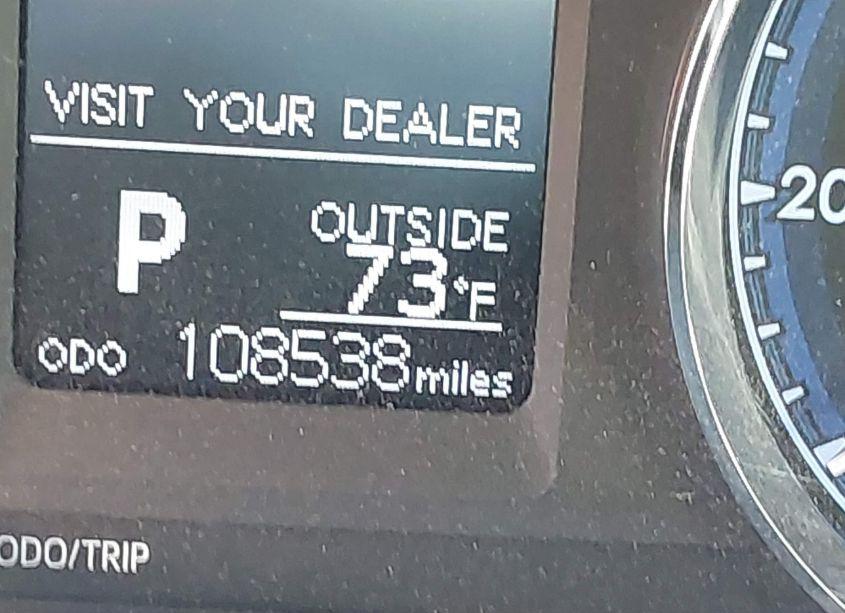 VISIT YOUR DEALER
P
OUTSIDE
73°F
ODO 108538 miles
20
ODO/TRIP